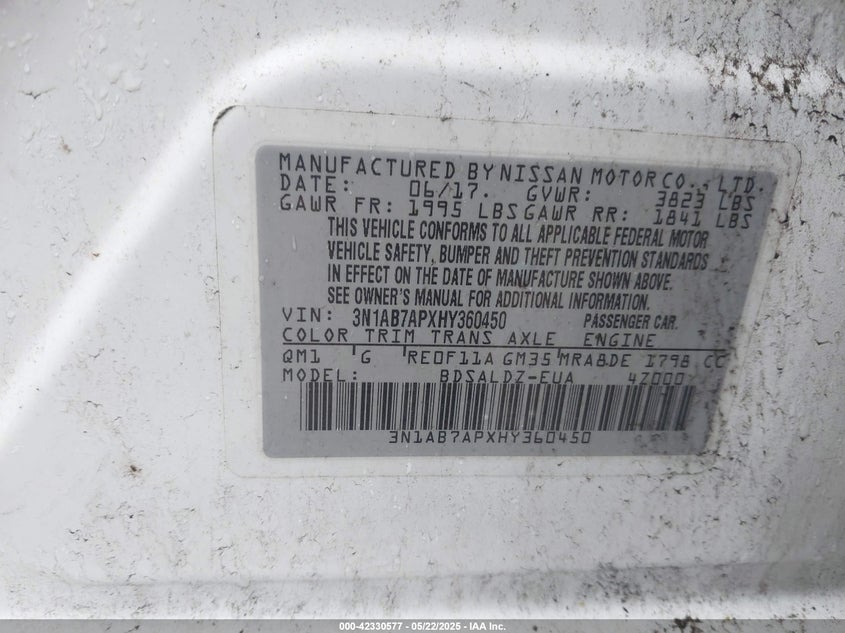 MANUFACTURED BY NISSAN MOTOR CO., LTD.
DATE: 06/17. GVWR: 3823 LBS
GAWR FR: 1995 LBS GAWR RR: 1841 LBS
THIS VEHICLE CONFORMS TO ALL APPLICABLE FEDERAL MOTOR
VEHICLE SAFETY, BUMPER AND THEFT PREVENTION STANDARDS
IN EFFECT ON THE DATE OF MANUFACTURE SHOWN ABOVE.
SEE OWNER'S MANUAL FOR ADDITIONAL INFORMATION.
VIN: 3N1AB7APXHY360450 PASSENGER CAR.
COLOR TRIM TRANS AXLE ENGINE
QM1 G RE0F11A GM35 MRA8DE 1798 CC
MODEL: BDSALDZ-EUA 4Z000
3N1AB7APXHY360450
000-42330577 - 05/22/2025 - IAA Inc.